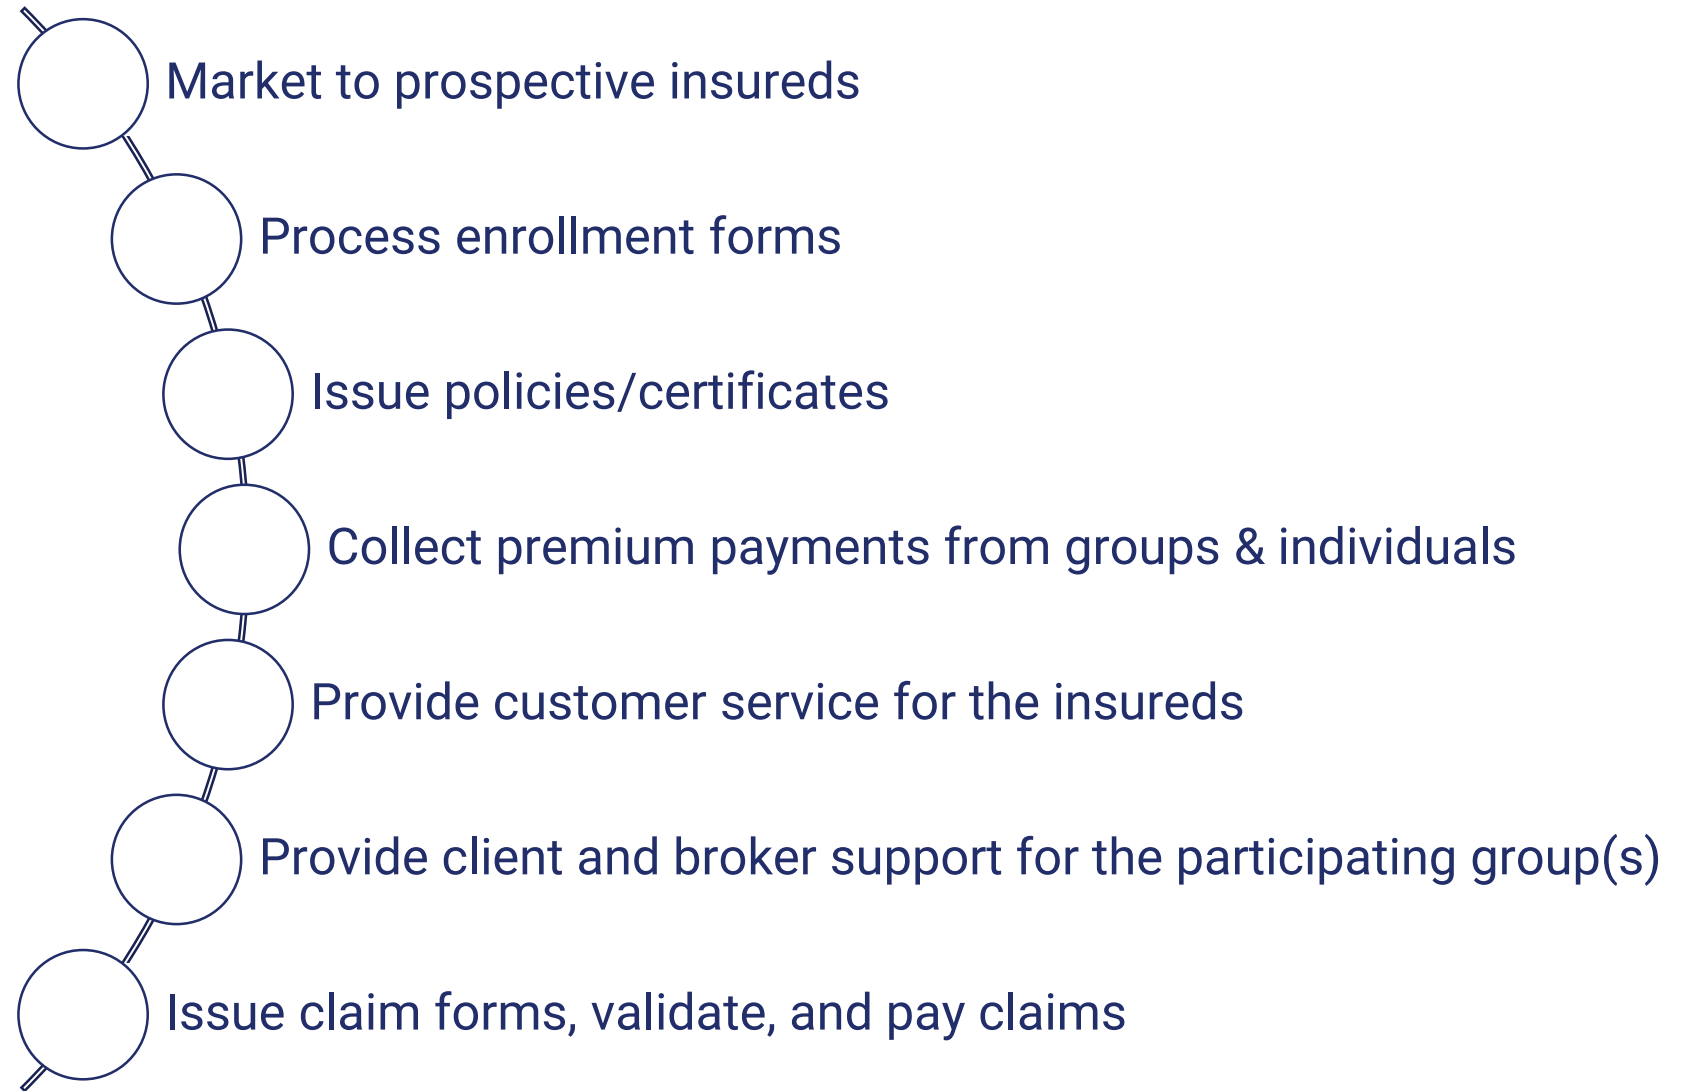 Market to prospective insureds
Process enrollment forms
Issue policies/certificates
Collect premium payments from groups & individuals
Provide customer service for the insureds
Provide client and broker support for the participating group(s)
Issue claim forms, validate, and pay claims